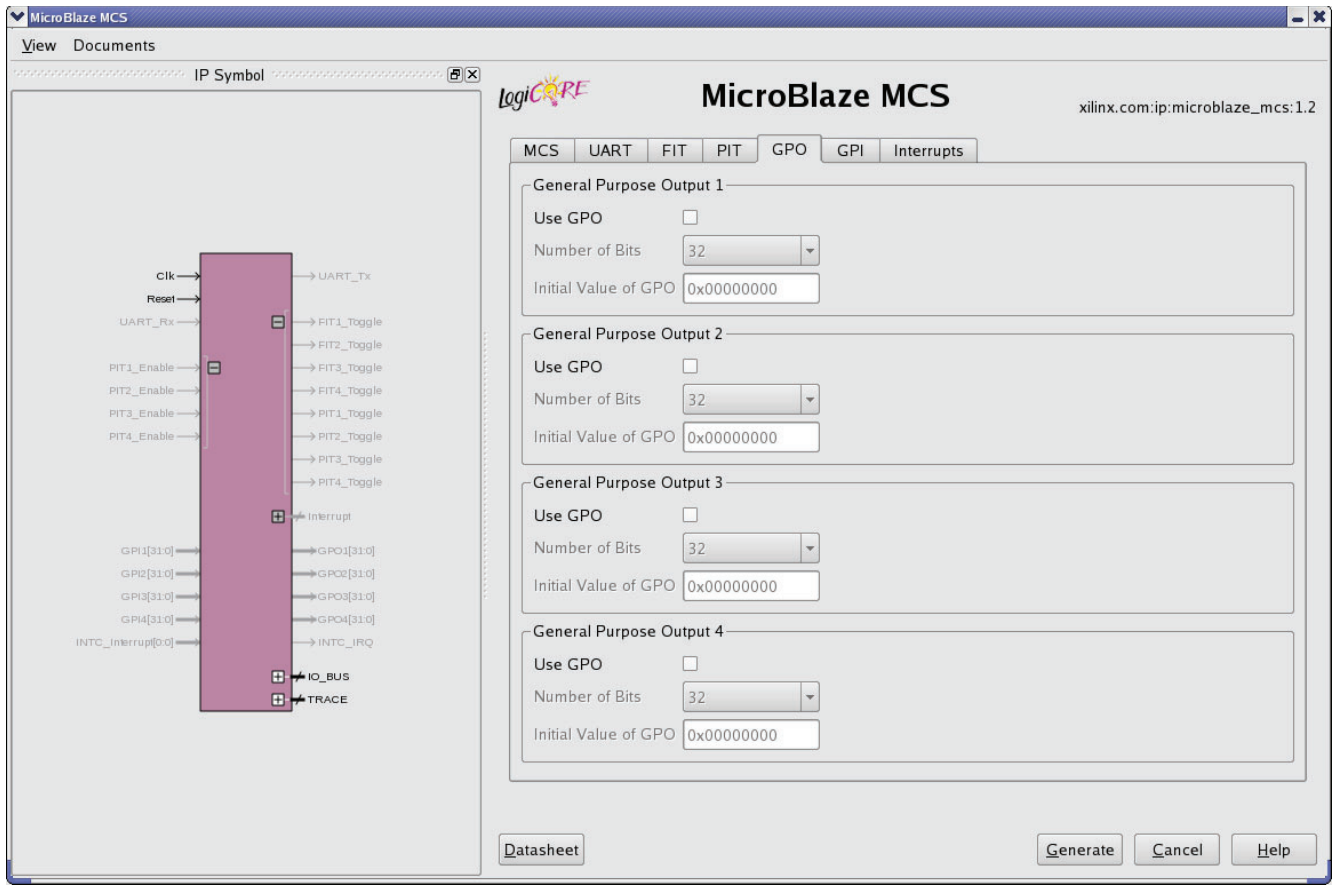 MicroBlaze MCS
View Documents
IP Symbol
Clk
Reset
UART_Rx
PIT1_Enable
PIT2_Enable
PIT3_Enable
PIT4_Enable
GPI1[31:0]
GPI2[31:0]
GPI3[31:0]
GPI4[31:0]
INTC_Interrupt[0:0]
UART_Tx
FIT1_Toggle
FIT2_Toggle
FIT3_Toggle
FIT4_Toggle
PIT1_Toggle
PIT2_Toggle
PIT3_Toggle
PIT4_Toggle
Interrupt
GPO1[31:0]
GPO2[31:0]
GPO3[31:0]
GPO4[31:0]
INTC_IRQ
IO_BUS
TRACE
logiCORE
MicroBlaze MCS
xilinx.com:ip:microblaze_mcs:1.2
MCS UART FIT PIT GPO GPI Interrupts
General Purpose Output 1
Use GPO
Number of Bits 32
Initial Value of GPO 0x00000000
General Purpose Output 2
Use GPO
Number of Bits 32
Initial Value of GPO 0x00000000
General Purpose Output 3
Use GPO
Number of Bits 32
Initial Value of GPO 0x00000000
General Purpose Output 4
Use GPO
Number of Bits 32
Initial Value of GPO 0x00000000
Datasheet Generate Cancel Help